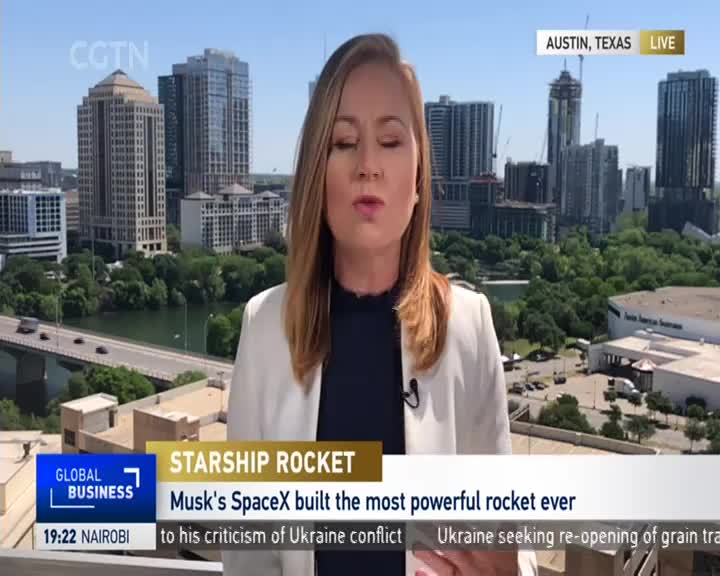 CGTN
AUSTIN, TEXAS LIVE
STARSHIP ROCKET
GLOBAL
BUSINESS
Musk's SpaceX built the most powerful rocket ever
19:22 NAIROBI
to his criticism of Ukraine conflict Ukraine seeking re-opening of grain tra